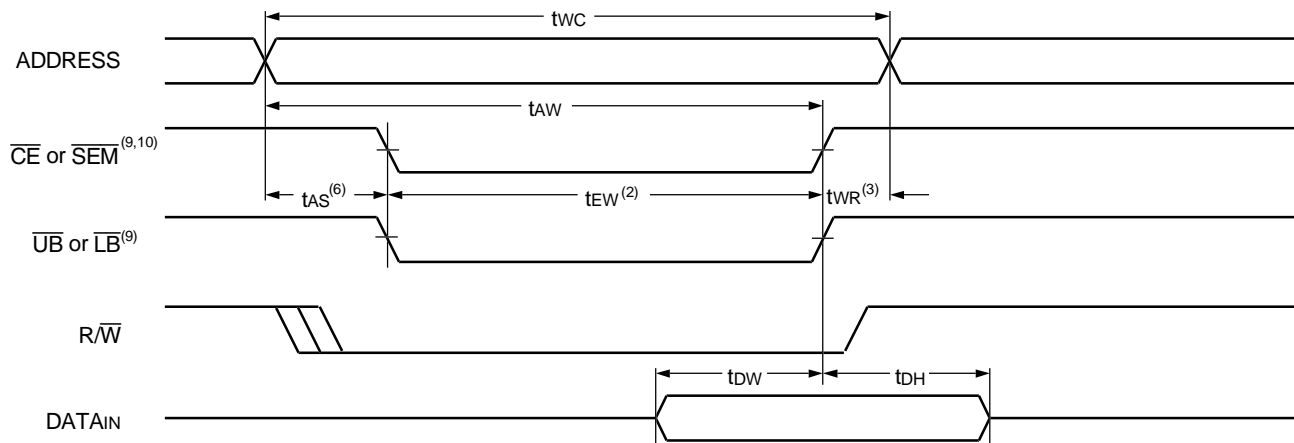 tWC
ADDRESS
tAW
CE or SEM(9,10)
tAS(6) tEW(2) tWR(3)
UB or LB(9)
R/W
tDW tDH
DATAIN